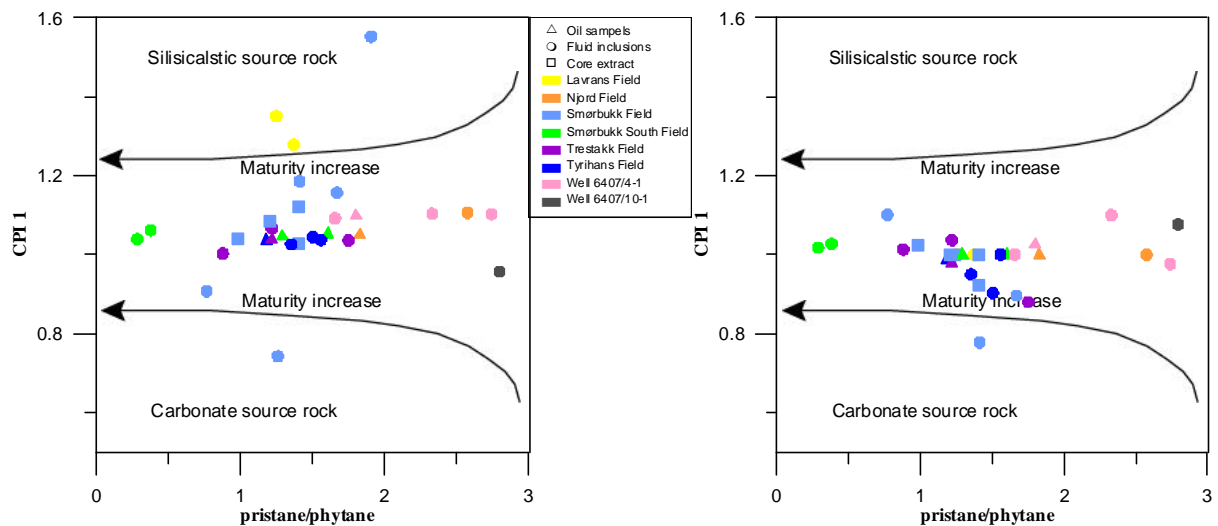 1.6
1.2
0.8
CPI 1
Silisicalstic source rock
Maturity increase
Maturity increase
Carbonate source rock
0
1
2
3
pristane/phytane
Oil sampels
Fluid inclusions
Core extract
Lavrans Field
Njord Field
Smørbukk Field
Smørbukk South Field
Trestakk Field
Tyrihans Field
Well 6407/4-1
Well 6407/10-1
1.6
1.2
0.8
CPI 1
Silisicalstic source rock
Maturity increase
Maturity increase
Carbonate source rock
0
1
2
3
pristane/phytane